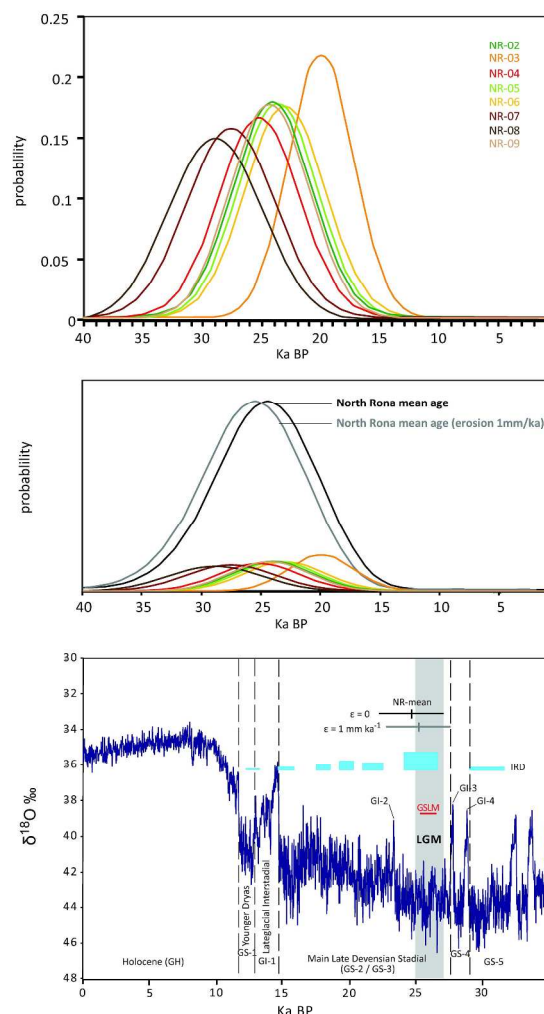 0.25
0.2
0.15
0.1
0.05
0
probablility
NR-02
NR-03
NR-04
NR-05
NR-06
NR-07
NR-08
NR-09
40 35 30 25 20 15 10 5
Ka BP
probablility
North Rona mean age
North Rona mean age (erosion 1mm/ka)
40 35 30 25 20 15 10 5
Ka BP
30
32
34
36
38
40
42
44
46
48
δ¹⁸O ‰
NR-mean
ε = 0
ε = 1 mm ka⁻¹
IRD
GI-2
GI-3
GI-4
GSLM
LGM
Holocene (GH)
GS-1
Younger Dryas
GI-1
Lateglacial Interstadial
Main Late Devensian Stadial
(GS-2 / GS-3)
GS-4
GS-5
0 5 10 15 20 25 30
Ka BP